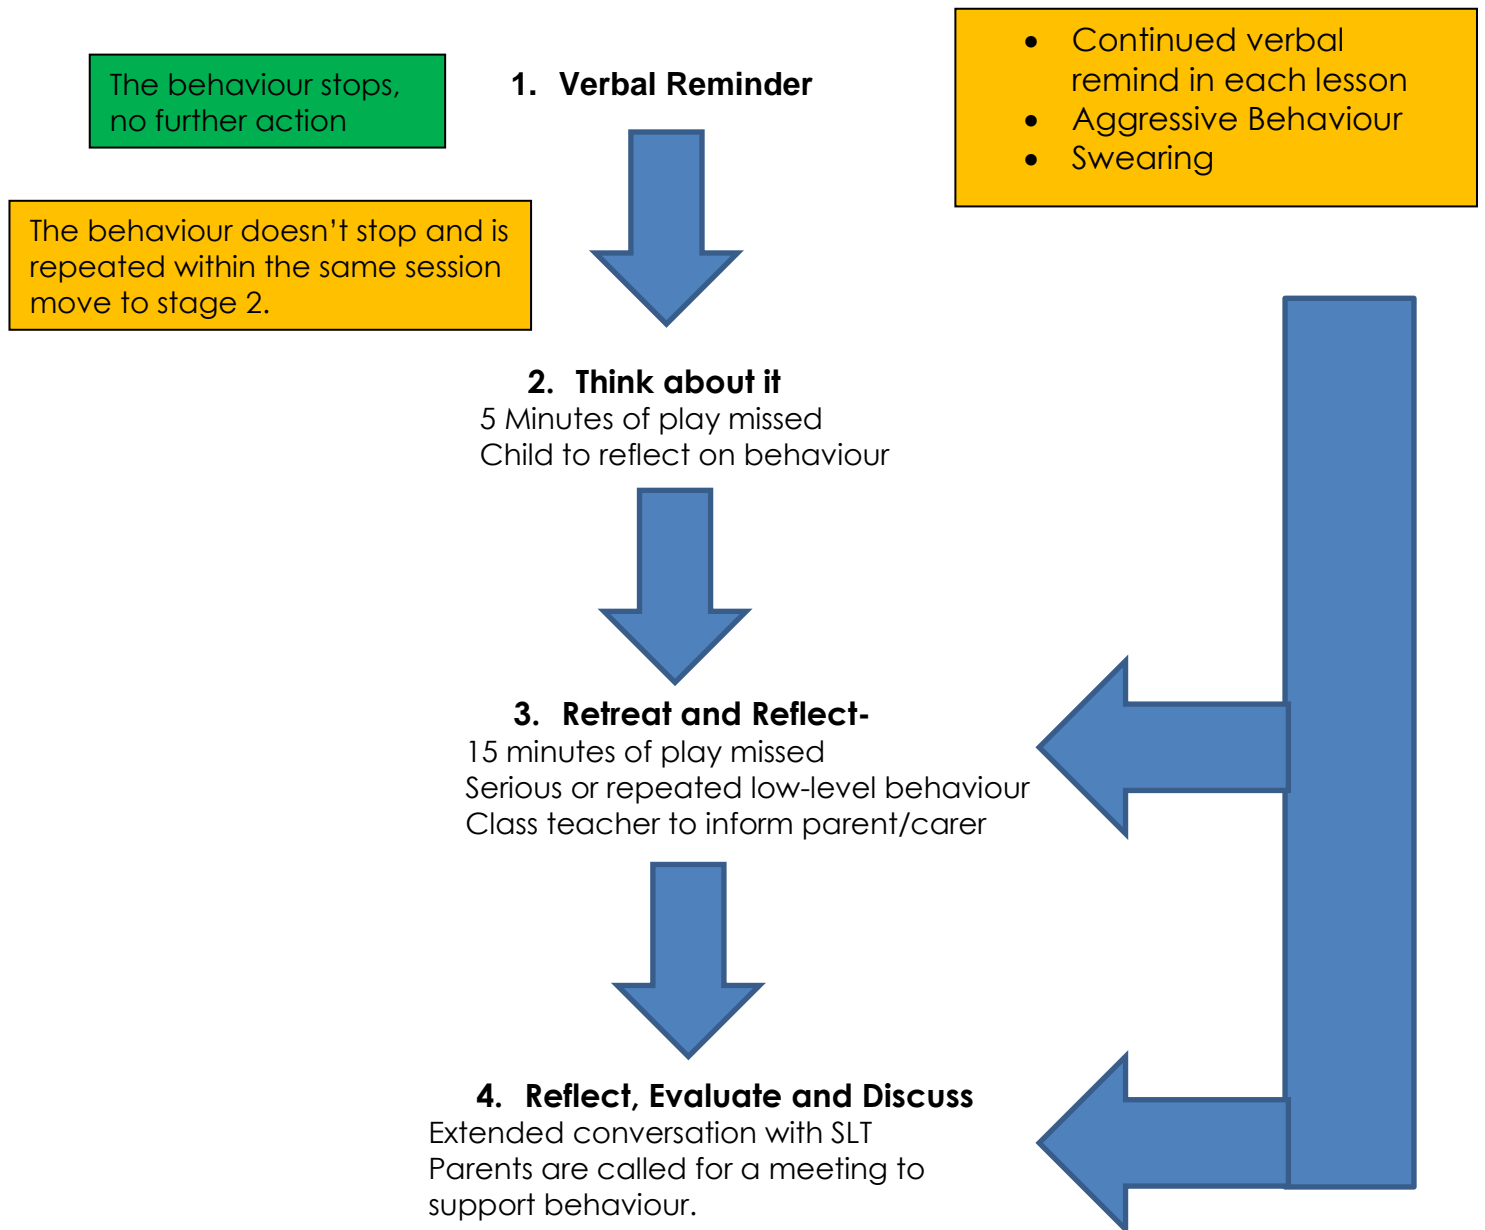 The behaviour stops,
no further action
1. Verbal Reminder
• Continued verbal
remind in each lesson
• Aggressive Behaviour
• Swearing
The behaviour doesn’t stop and is
repeated within the same session
move to stage 2.
2. Think about it
5 Minutes of play missed
Child to reflect on behaviour
3. Retreat and Reflect-
15 minutes of play missed
Serious or repeated low-level behaviour
Class teacher to inform parent/carer
4. Reflect, Evaluate and Discuss
Extended conversation with SLT
Parents are called for a meeting to
support behaviour.